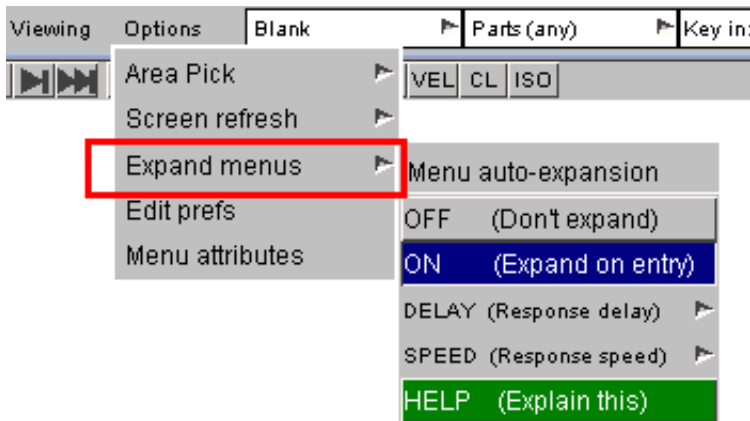 Viewing Options Blank Parts (any) Key in:
Area Pick VEL CL ISO
Screen refresh
Expand menus Menu auto-expansion
Edit prefs OFF (Don't expand)
Menu attributes ON (Expand on entry)
DELAY (Response delay)
SPEED (Response speed)
HELP (Explain this)